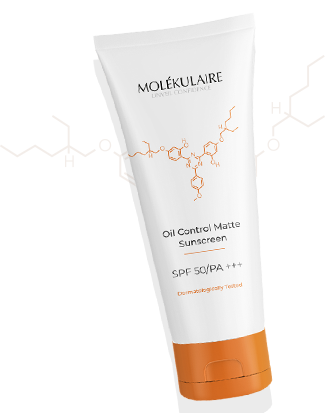 MOLÉKULAIRE
Oil Control Matte
Sunscreen
SPF 50/PA +++
Dermatologically Tested